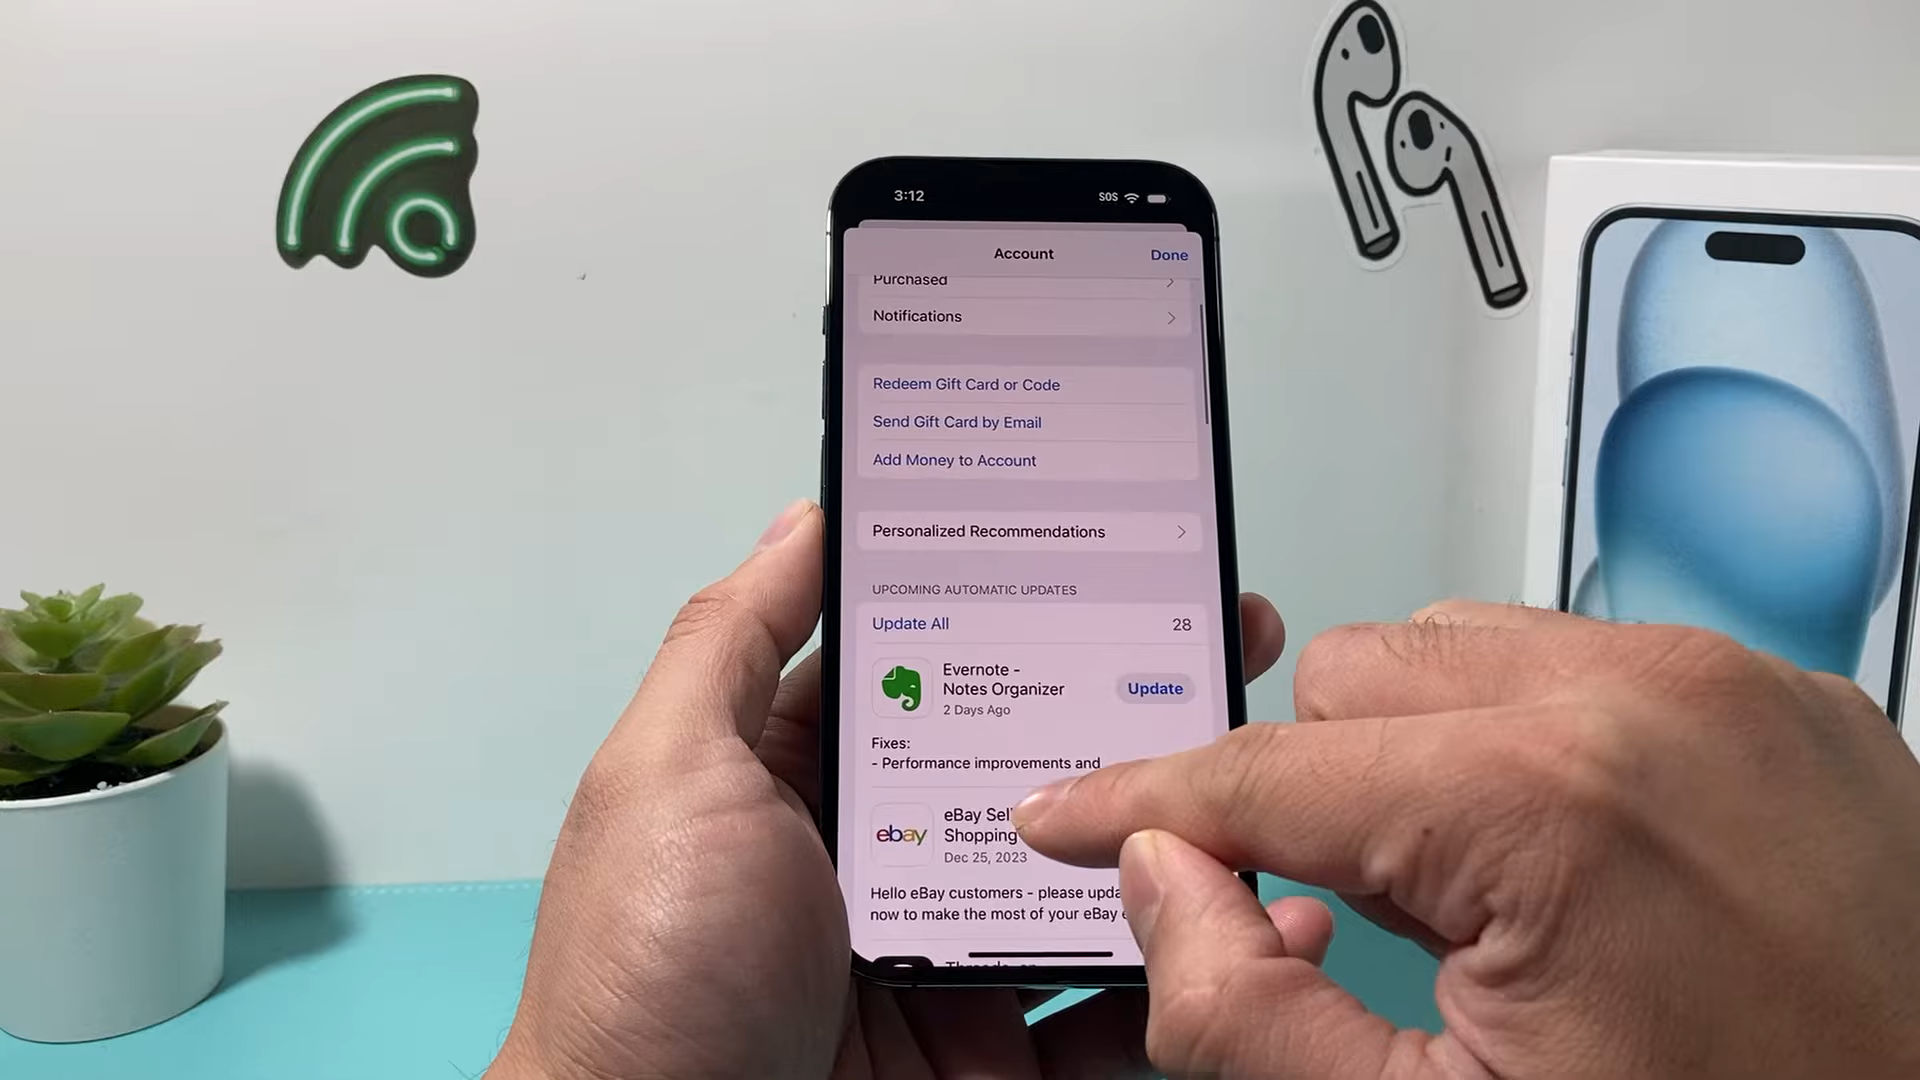 3:12
SOS
Account
Done
Purchased
Notifications
Redeem Gift Card or Code
Send Gift Card by Email
Add Money to Account
Personalized Recommendations
UPCOMING AUTOMATIC UPDATES
Update All
28
Evernote -
Notes Organizer
2 Days Ago
Update
Fixes:
- Performance improvements and
ebay
eBay
Shopping
Dec 25, 2023
Hello eBay customers - please
now to make the most of your eBay